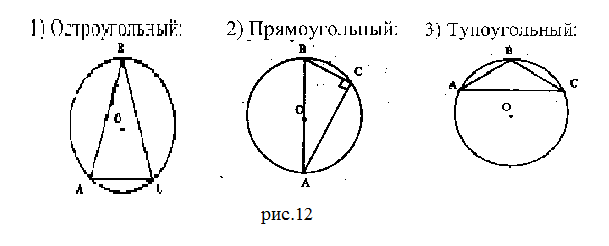 1) Остроугольный: 2) Прямоугольный: 3) Тупоугольный:
B B B
C A C
O O O
A C A
рис.12